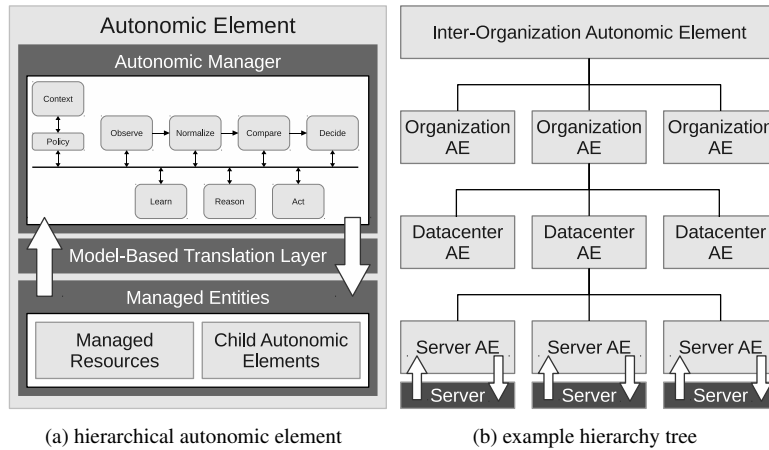 Autonomic Element
Autonomic Manager
Context
Policy
Observe
Normalize
Compare
Decide
Learn
Reason
Act
Model-Based Translation Layer
Managed Entities
Managed
Resources
Child Autonomic
Elements
(a) hierarchical autonomic element
Inter-Organization Autonomic Element
Organization
AE
Organization
AE
Organization
AE
Datacenter
AE
Datacenter
AE
Datacenter
AE
Server AE
Server AE
Server AE
Server
Server
Server
(b) example hierarchy tree